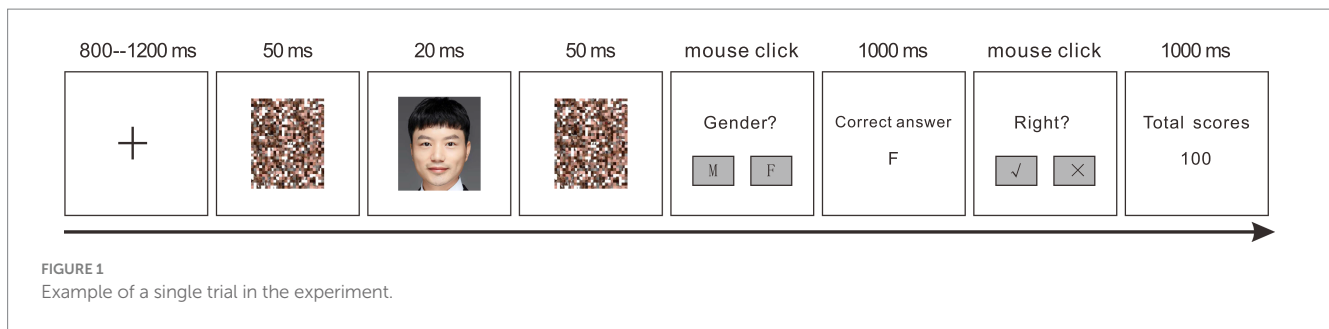 800--1200 ms 50 ms 20 ms 50 ms mouse click 1000 ms mouse click 1000 ms
Gender? Correct answer Right? Total scores
M F F √ × 100
FIGURE 1
Example of a single trial in the experiment.